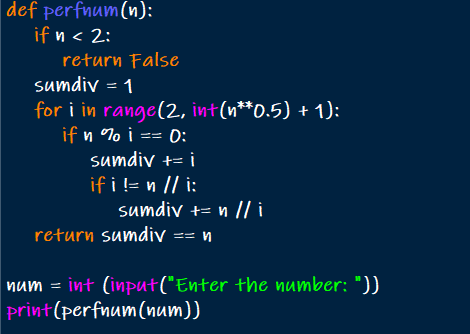 def perfnum(n):
    if n < 2:
        return False
    sumdiv = 1
    for i in range(2, int(n**0.5) + 1):
        if n % i == 0:
            sumdiv += i
            if i != n // i:
                sumdiv += n // i
    return sumdiv == n

num = int (input("Enter the number: "))
print(perfnum(num))